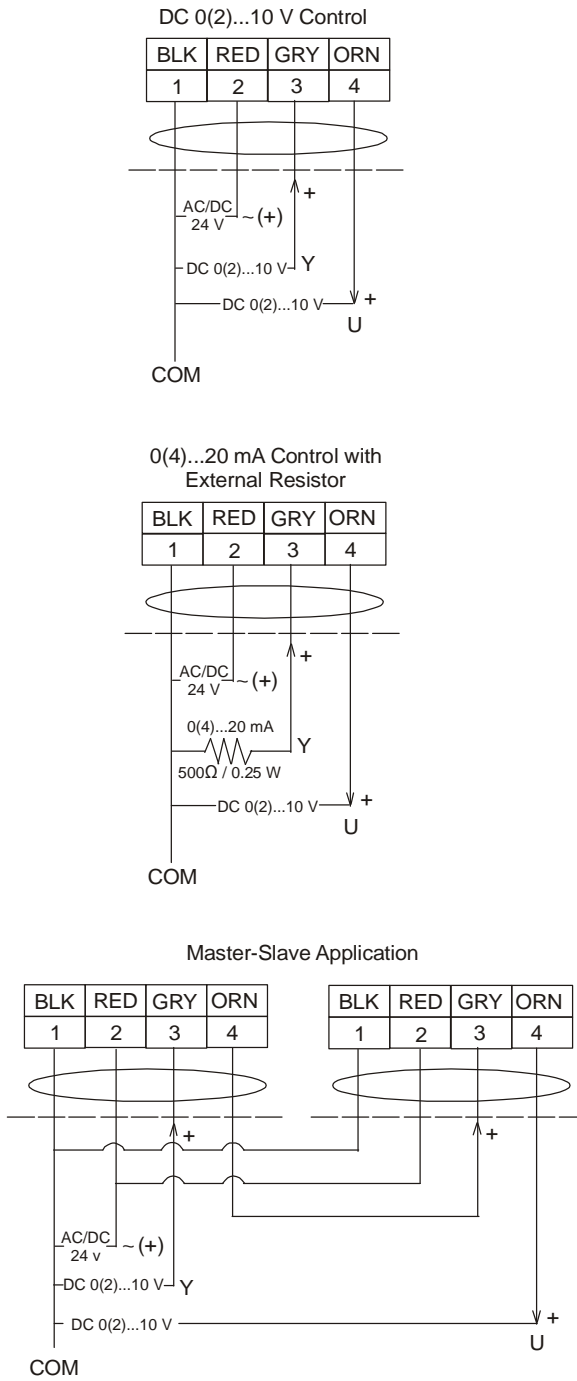 DC 0(2)...10 V Control
BLK RED GRY ORN
1 2 3 4
+
AC/DC
24 V
~ (+)
DC 0(2)...10 V Y
DC 0(2)...10 V +
U
COM
0(4)...20 mA Control with
External Resistor
BLK RED GRY ORN
1 2 3 4
+
AC/DC
24 V
~ (+)
0(4)...20 mA
Y
500Ω / 0.25 W
DC 0(2)...10 V +
U
COM
Master-Slave Application
BLK RED GRY ORN BLK RED GRY ORN
1 2 3 4 1 2 3 4
+ +
AC/DC
24 v
~ (+)
DC 0(2)...10 V Y
DC 0(2)...10 V +
U
COM